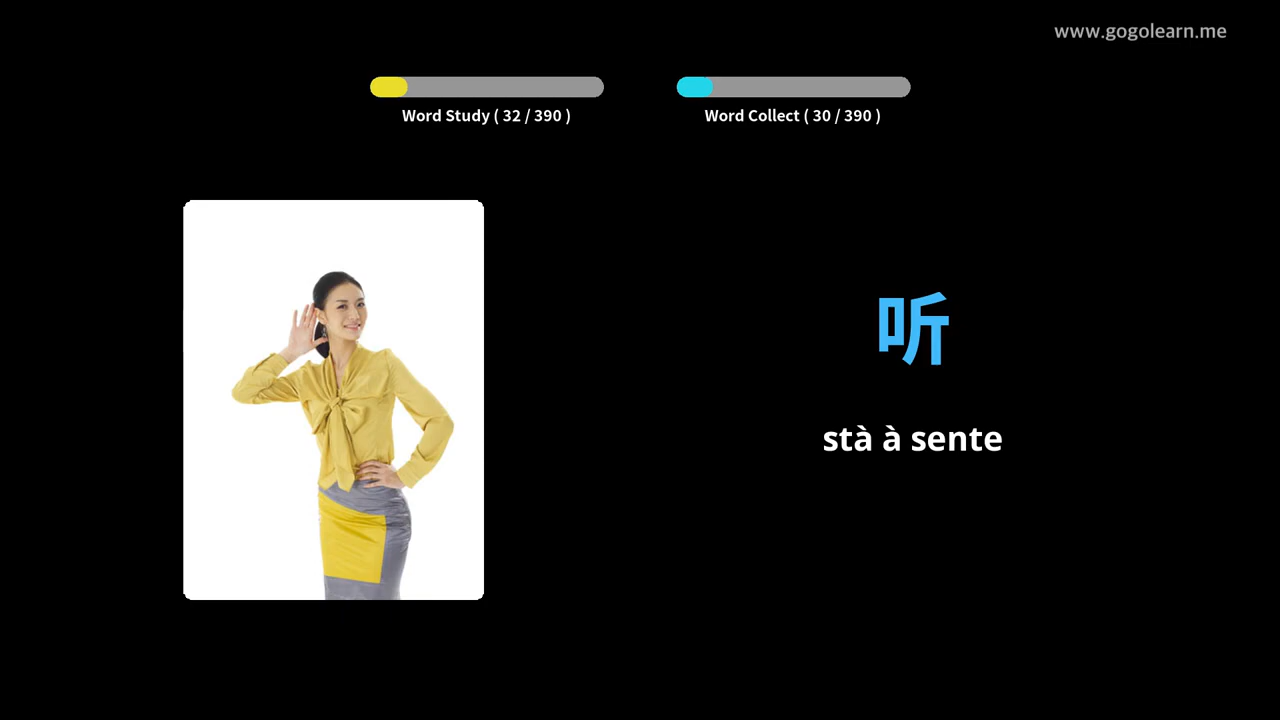 www.gogolearn.me
Word Study ( 32 / 390 )
Word Collect ( 30 / 390 )
听
stà à sente